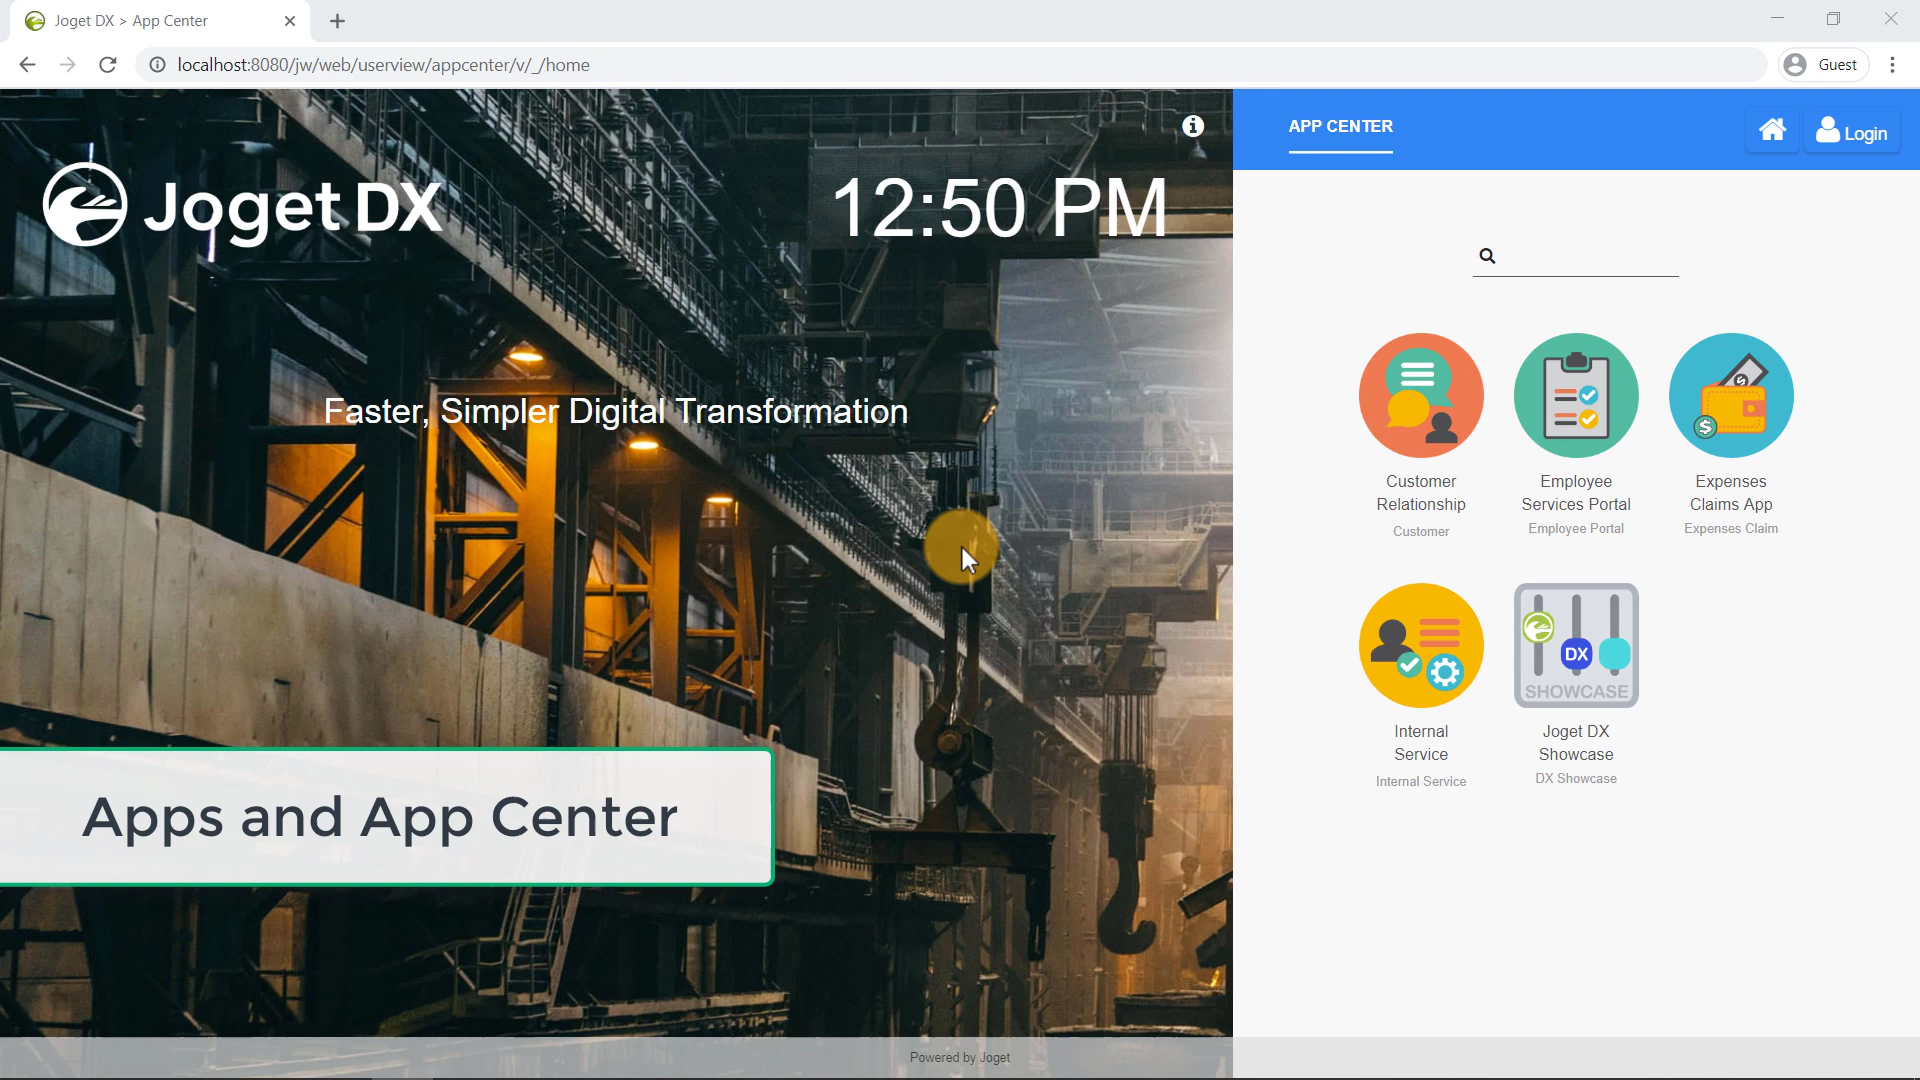 Joget DX > App Center
localhost:8080/jw/web/userview/appcenter/v/_/home
Guest
Joget DX
12:50 PM
Faster, Simpler Digital Transformation
Apps and App Center
Powered by Joget
APP CENTER
Login
Customer
Relationship
Customer
Employee
Services Portal
Employee Portal
Expenses
Claims App
Expenses Claim
Internal
Service
Internal Service
DX
SHOWCASE
Joget DX
Showcase
DX Showcase